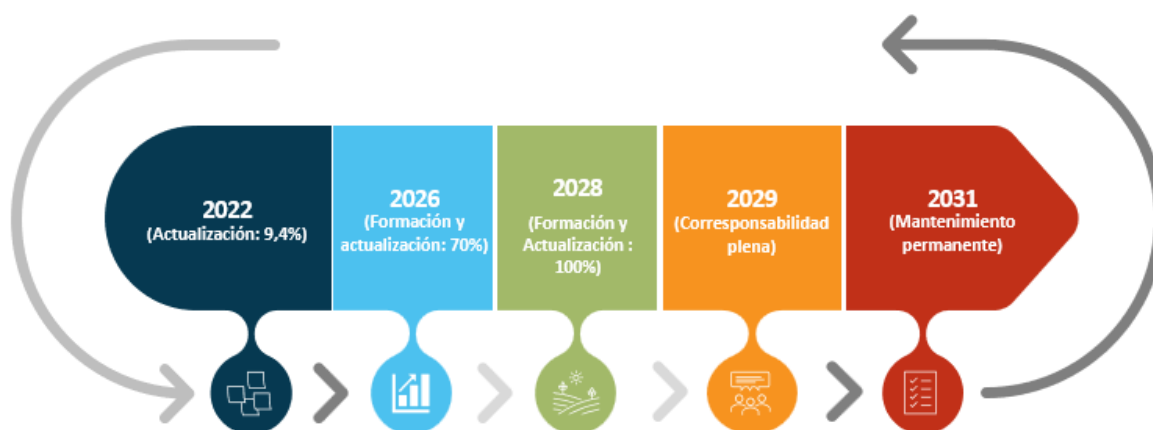 2022
(Actualización: 9,4%)
2026
(Formación y
actualización: 70%)
2028
(Formación y
Actualización :
100%)
2029
(Corresponsabilidad
plena)
2031
(Mantenimiento
permanente)